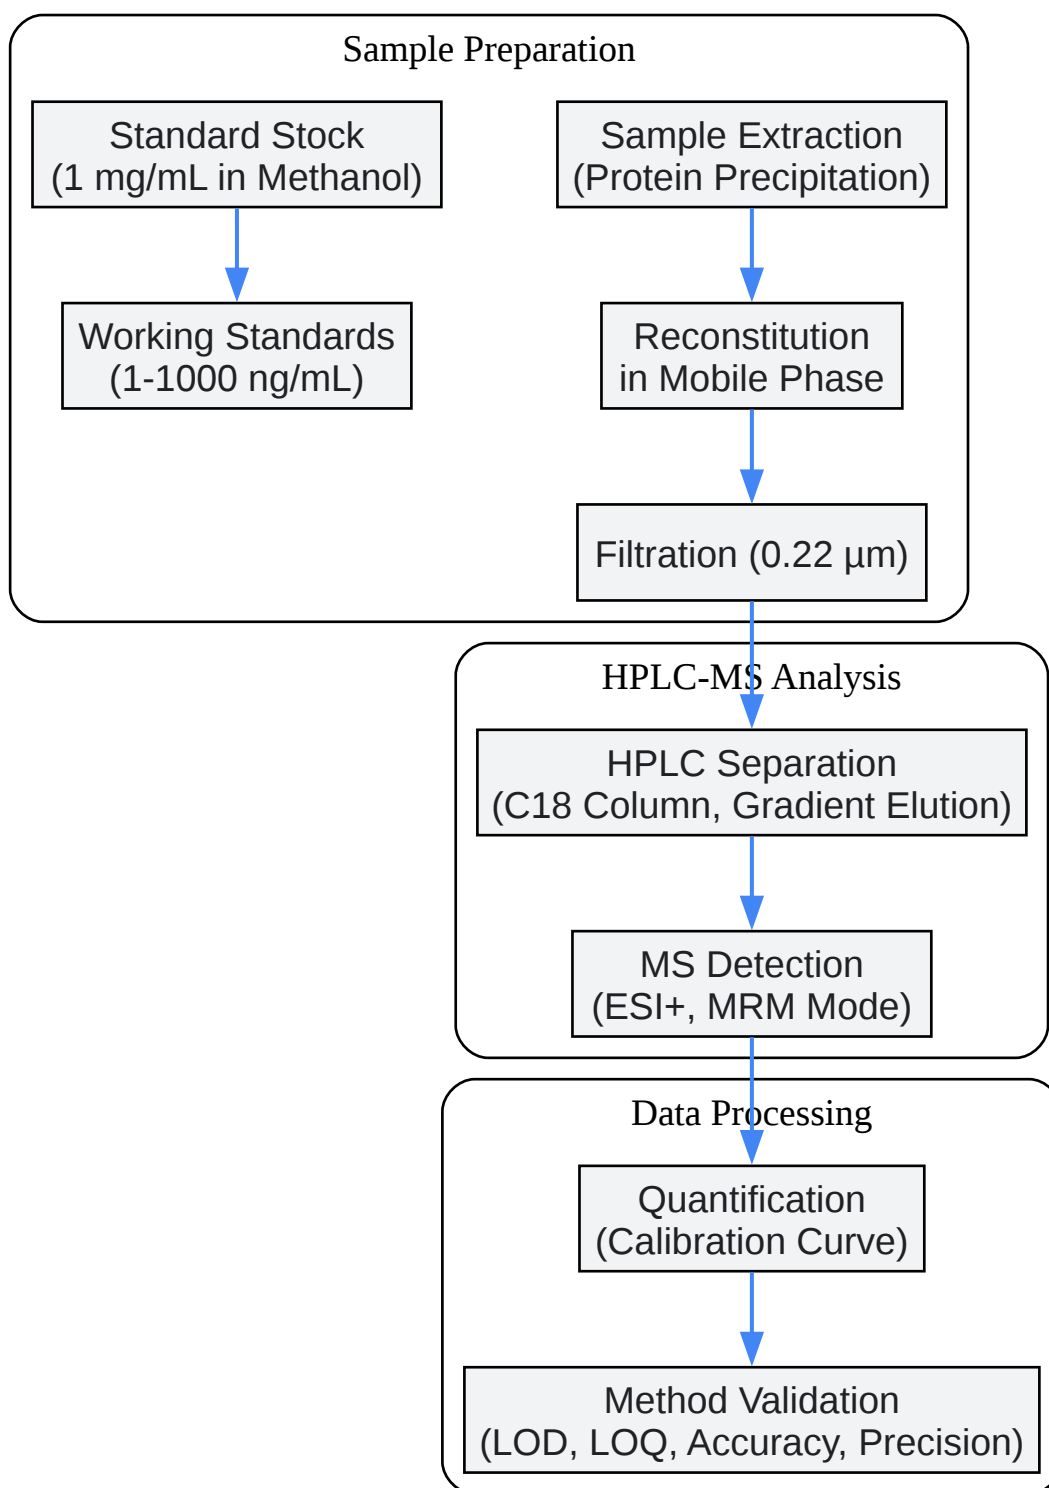 Sample Preparation
Standard Stock
(1 mg/mL in Methanol)
Sample Extraction
(Protein Precipitation)
Working Standards
(1-1000 ng/mL)
Reconstitution
in Mobile Phase
Filtration (0.22 µm)
HPLC-MS Analysis
HPLC Separation
(C18 Column, Gradient Elution)
MS Detection
(ESI+, MRM Mode)
Data Processing
Quantification
(Calibration Curve)
Method Validation
(LOD, LOQ, Accuracy, Precision)